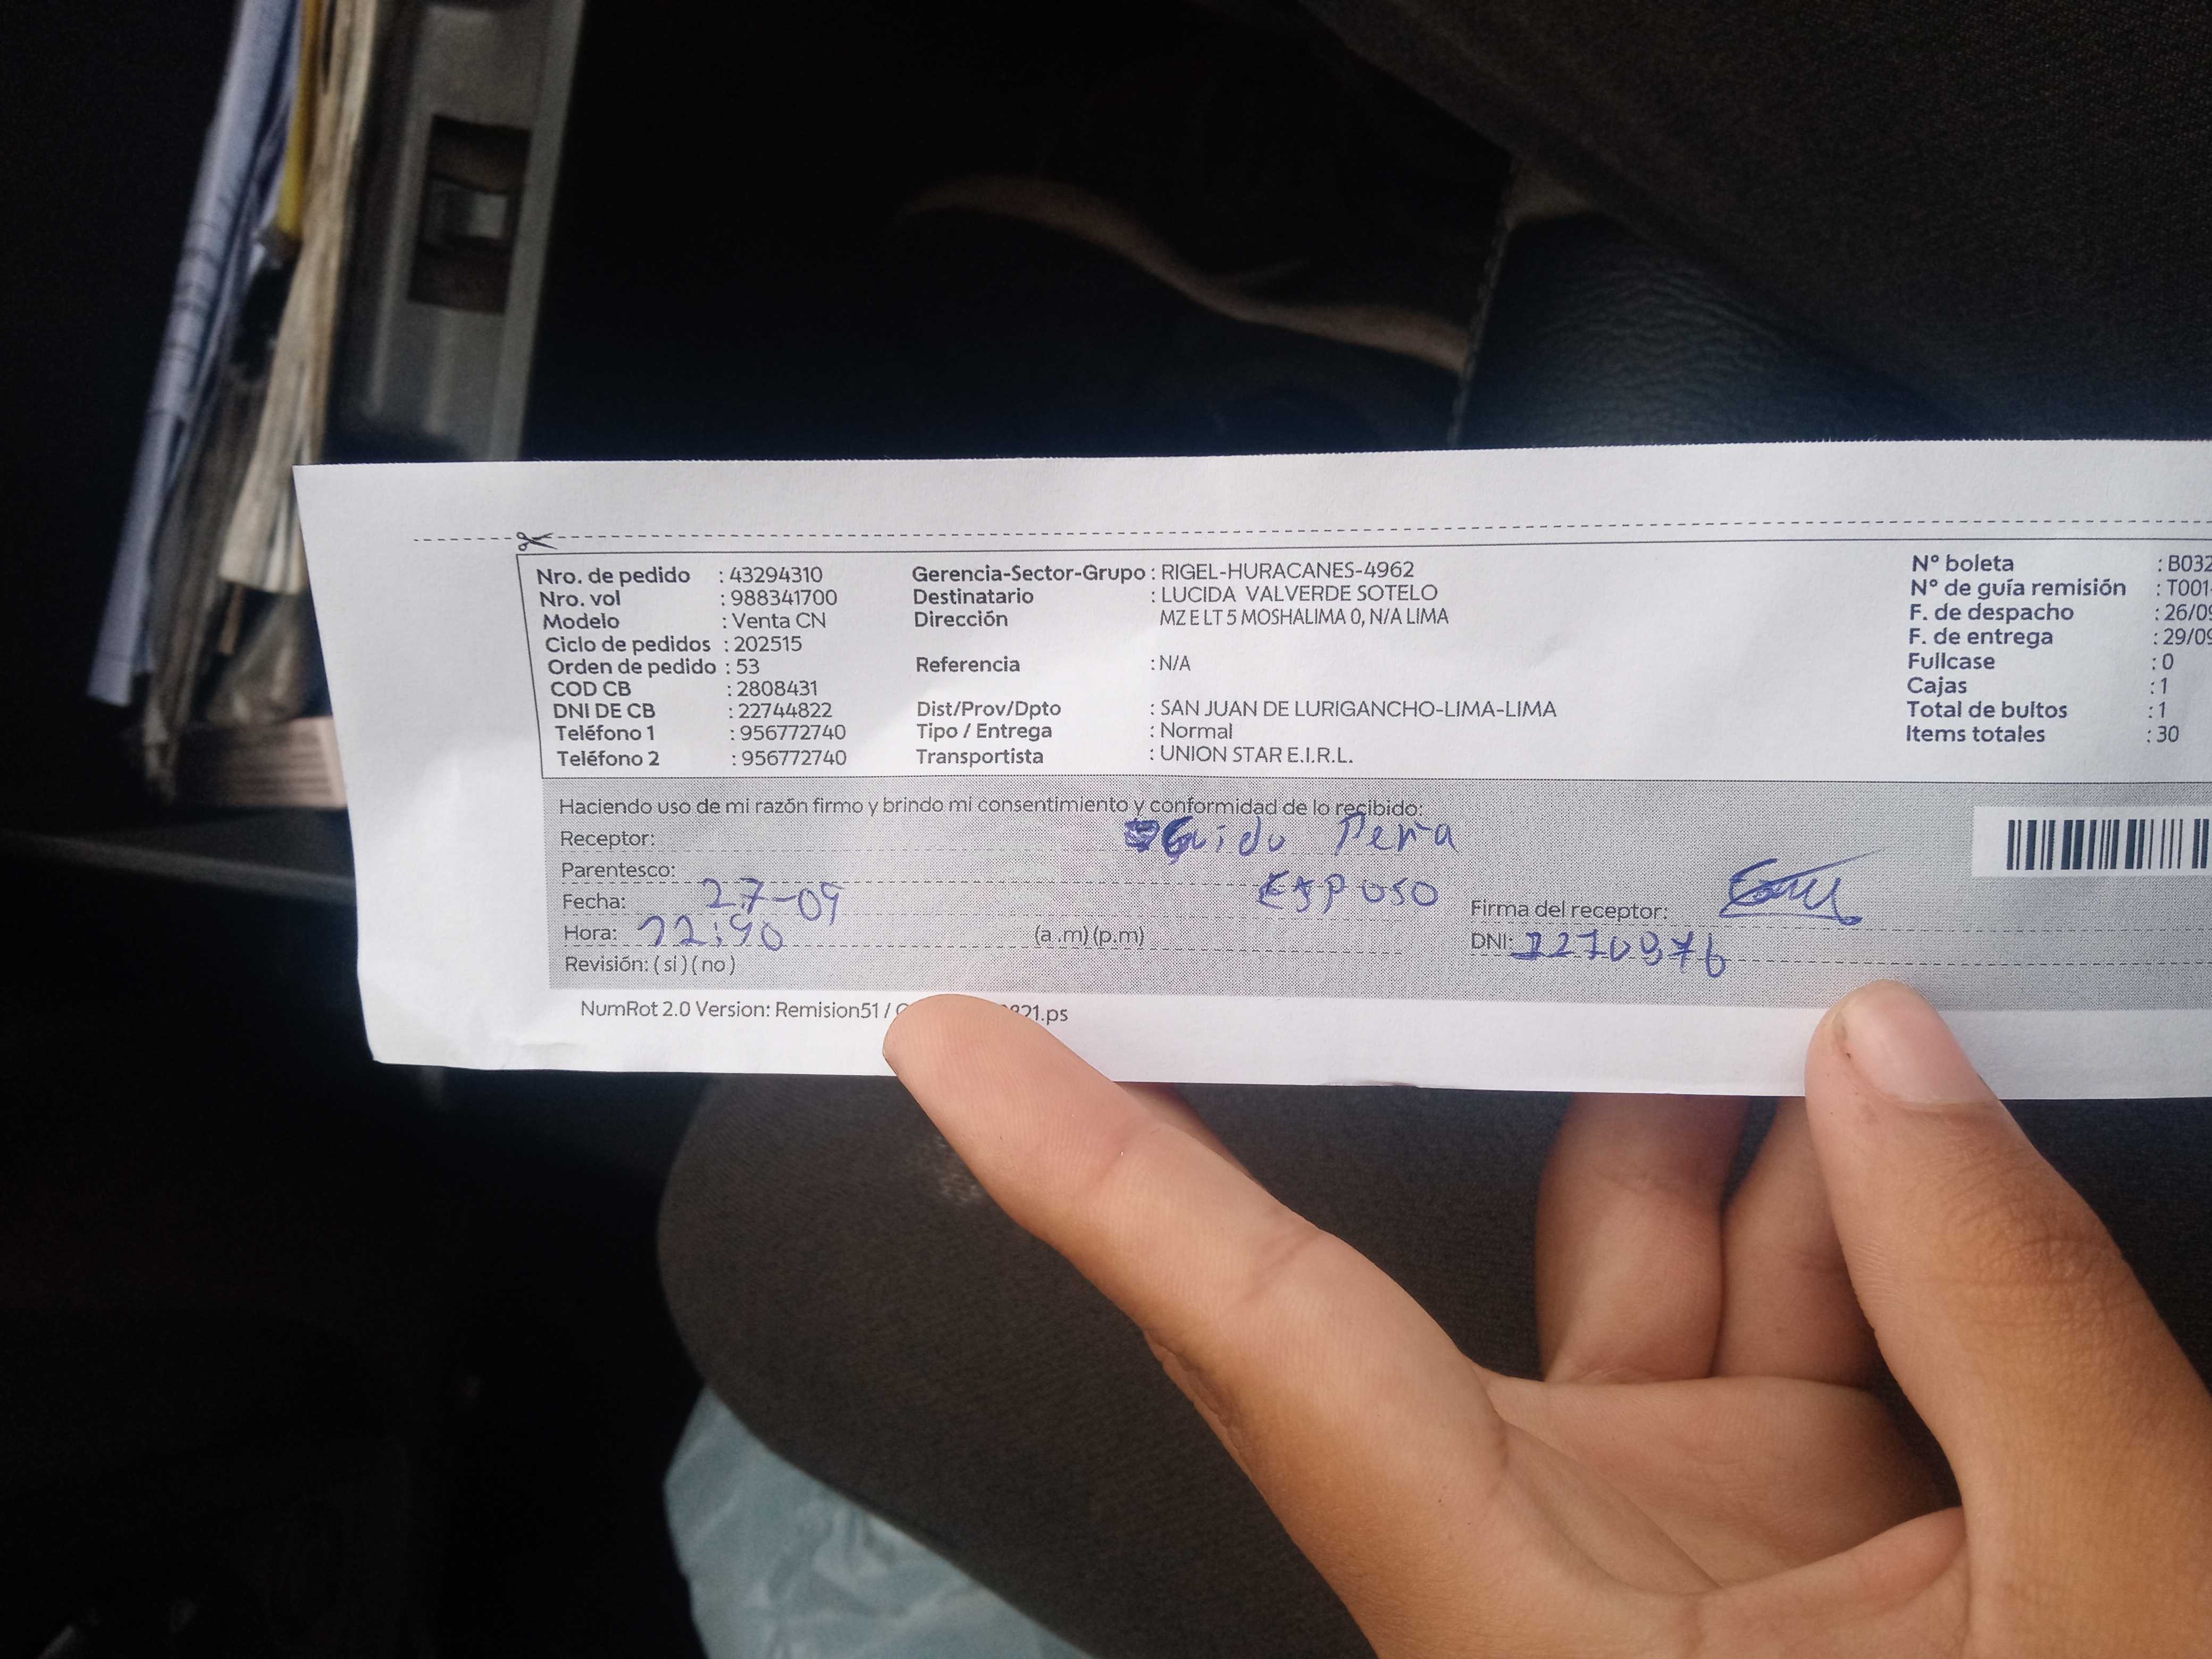 Nro. de pedido : 43294310
Nro. vol : 988341700
Modelo : Venta CN
Ciclo de pedidos : 202515
Orden de pedido : 53
COD CB : 2808431
DNI DE CB : 22744822
Teléfono 1 : 956772740
Teléfono 2 : 956772740
Gerencia-Sector-Grupo : RIGEL-HURACANES-4962
Destinatario : LUCIDA VALVERDE SOTELO
Dirección MZ E LT 5 MOSHALIMA 0, N/A LIMA
Referencia : N/A
Dist/Prov/Dpto : SAN JUAN DE LURIGANCHO-LIMA-LIMA
Tipo / Entrega : Normal
Transportista : UNION STAR E.I.R.L.
N° boleta : B032
N° de guía remisión : T001-
F. de despacho : 26/09
F. de entrega : 29/09
Fullcase : 0
Cajas : 1
Total de bultos : 1
Items totales : 30
Haciendo uso de mi razón firmo y brindo mi consentimiento y conformidad de lo recibido:
Receptor: Guido Peña
Parentesco: Esposo
Fecha: 27-09
Hora: (a .m) (p.m)
Revisión: ( si ) ( no )
Firma del receptor:
DNI:
NumRot 2.0 Version: Remision51 / 821.ps